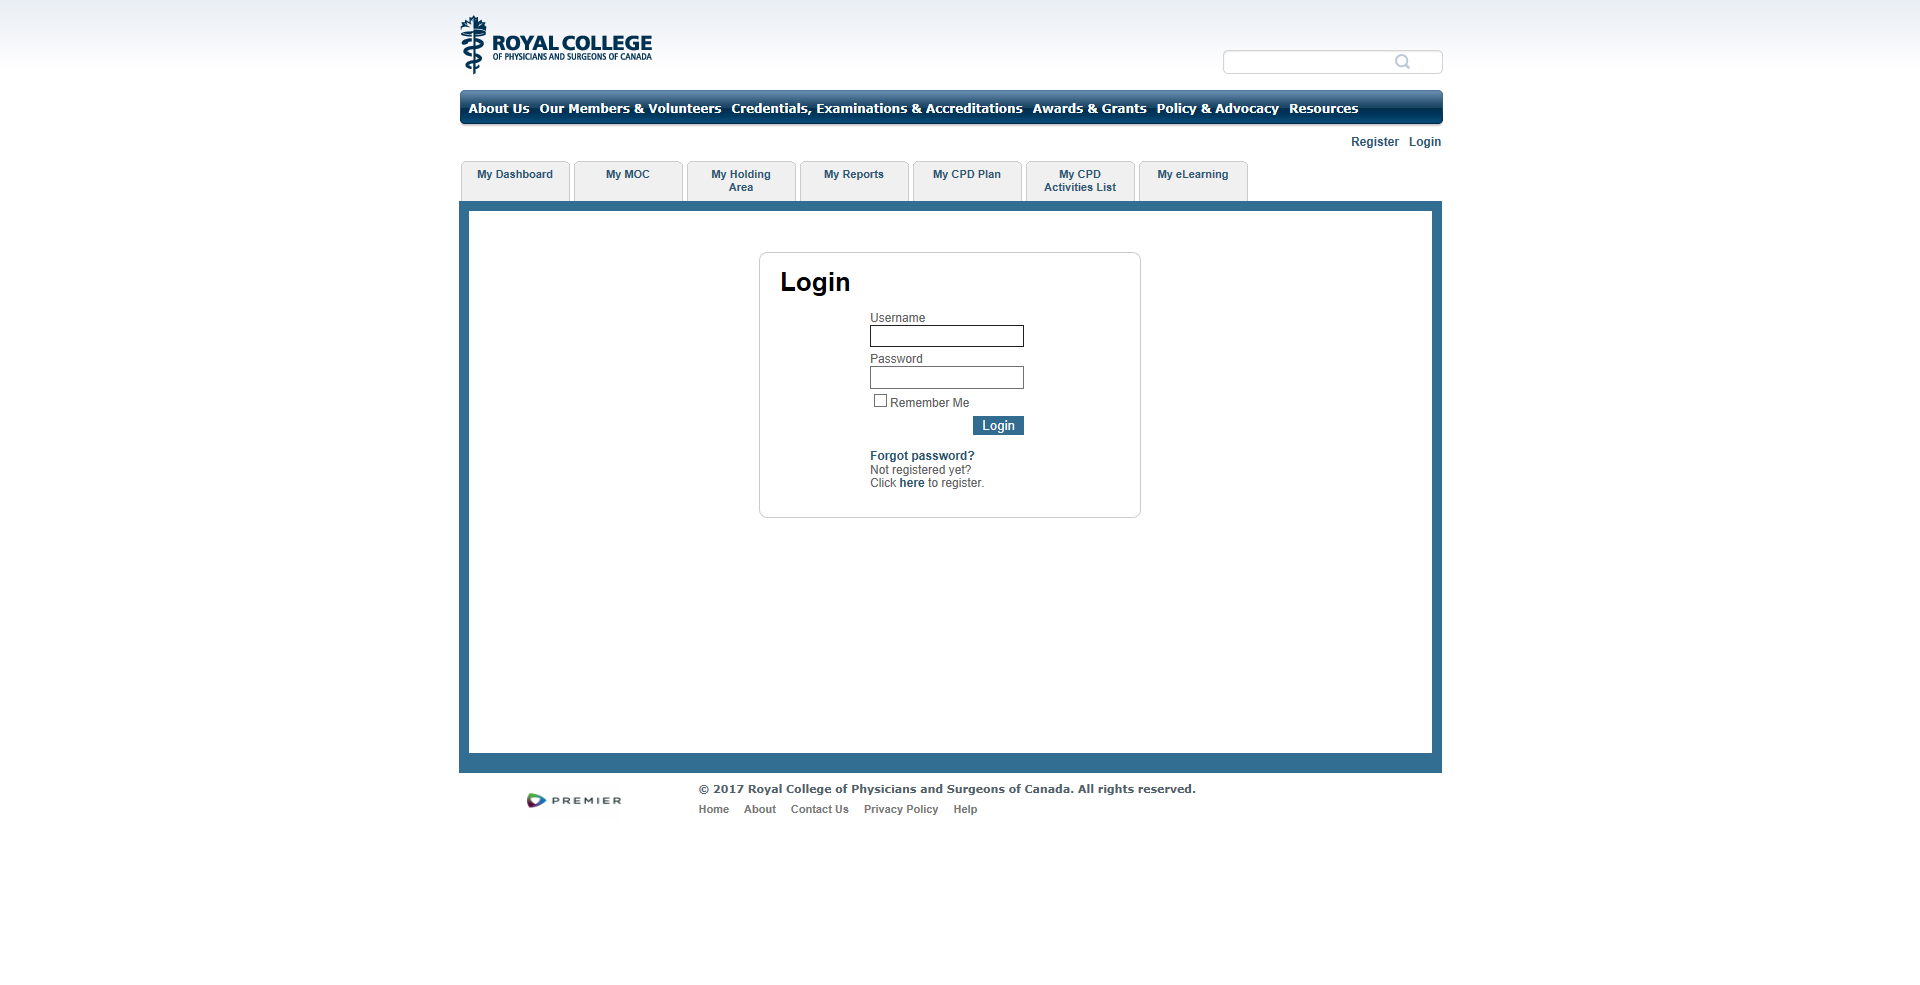 ROYAL COLLEGE
OF PHYSICIANS AND SURGEONS OF CANADA
About Us Our Members & Volunteers Credentials, Examinations & Accreditations Awards & Grants Policy & Advocacy Resources
Register Login
My Dashboard My MOC My Holding Area My Reports My CPD Plan My CPD Activities List My eLearning
Login
Username
Password
Remember Me
Login
Forgot password?
Not registered yet?
Click here to register.
PREMIER
© 2017 Royal College of Physicians and Surgeons of Canada. All rights reserved.
Home About Contact Us Privacy Policy Help